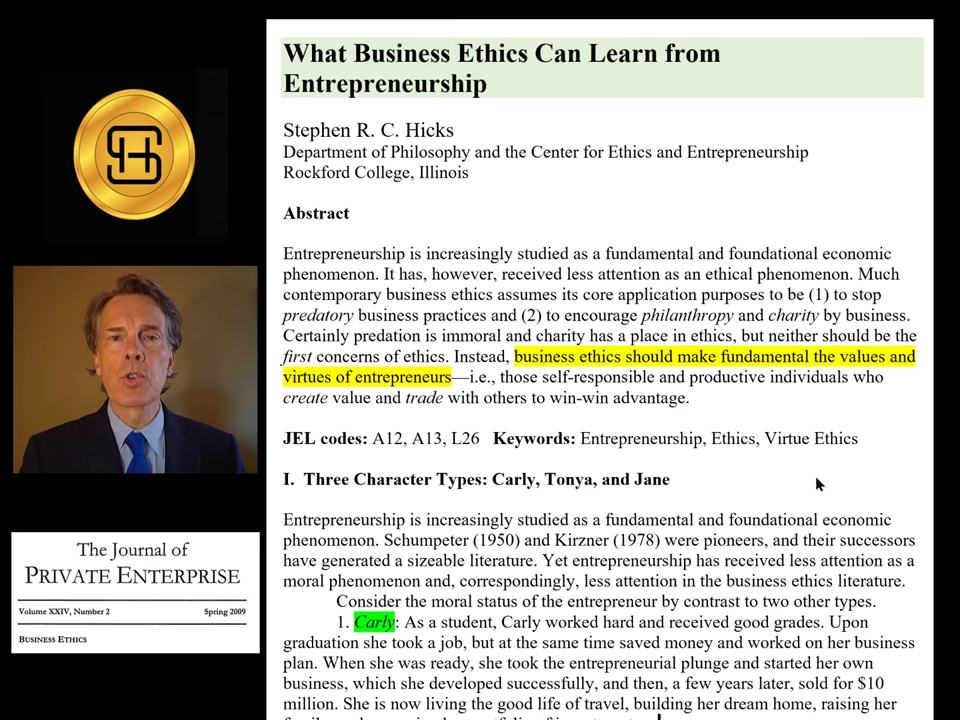 What Business Ethics Can Learn from
Entrepreneurship
Stephen R. C. Hicks
Department of Philosophy and the Center for Ethics and Entrepreneurship
Rockford College, Illinois
Abstract
Entrepreneurship is increasingly studied as a fundamental and foundational economic
phenomenon. It has, however, received less attention as an ethical phenomenon. Much
contemporary business ethics assumes its core application purposes to be (1) to stop
predatory business practices and (2) to encourage philanthropy and charity by business.
Certainly predation is immoral and charity has a place in ethics, but neither should be the
first concerns of ethics. Instead, business ethics should make fundamental the values and
virtues of entrepreneurs—i.e., those self-responsible and productive individuals who
create value and trade with others to win-win advantage.
JEL codes: A12, A13, L26 Keywords: Entrepreneurship, Ethics, Virtue Ethics
I. Three Character Types: Carly, Tonya, and Jane
Entrepreneurship is increasingly studied as a fundamental and foundational economic
phenomenon. Schumpeter (1950) and Kirzner (1978) were pioneers, and their successors
have generated a sizeable literature. Yet entrepreneurship has received less attention as a
moral phenomenon and, correspondingly, less attention in the business ethics literature.
Consider the moral status of the entrepreneur by contrast to two other types.
1. Carly: As a student, Carly worked hard and received good grades. Upon
graduation she took a job, but at the same time saved money and worked on her business
plan. When she was ready, she took the entrepreneurial plunge and started her own
business, which she developed successfully, and then, a few years later, sold for $10
million. She is now living the good life of travel, building her dream home, raising her
The Journal of
PRIVATE ENTERPRISE
Volume XXIV, Number 2 Spring 2009
BUSINESS ETHICS